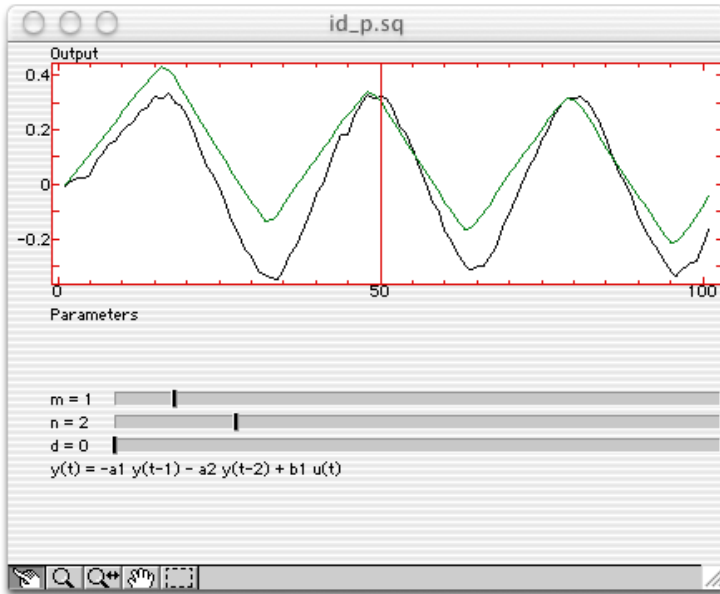 id_p.sq
Output
0.4
0.2
0
-0.2
0 50 100
Parameters
m = 1
n = 2
d = 0
y(t) = -a1 y(t-1) - a2 y(t-2) + b1 u(t)